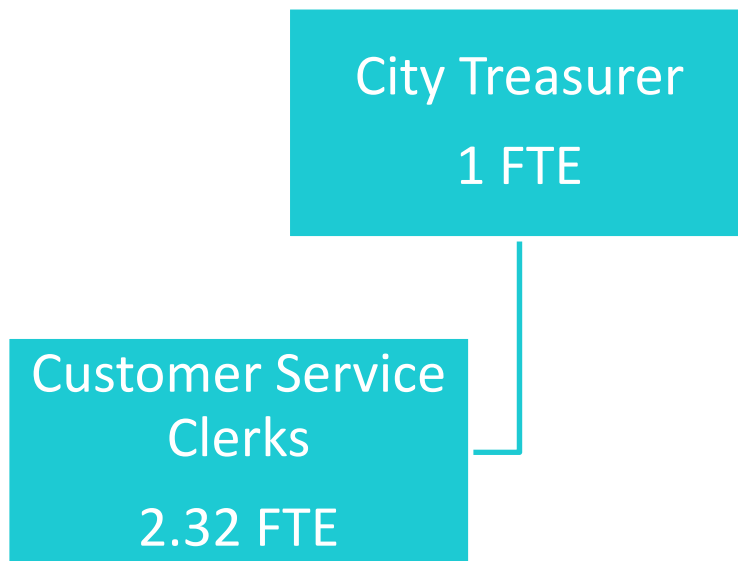 City Treasurer
1 FTE
Customer Service
Clerks
2.32 FTE